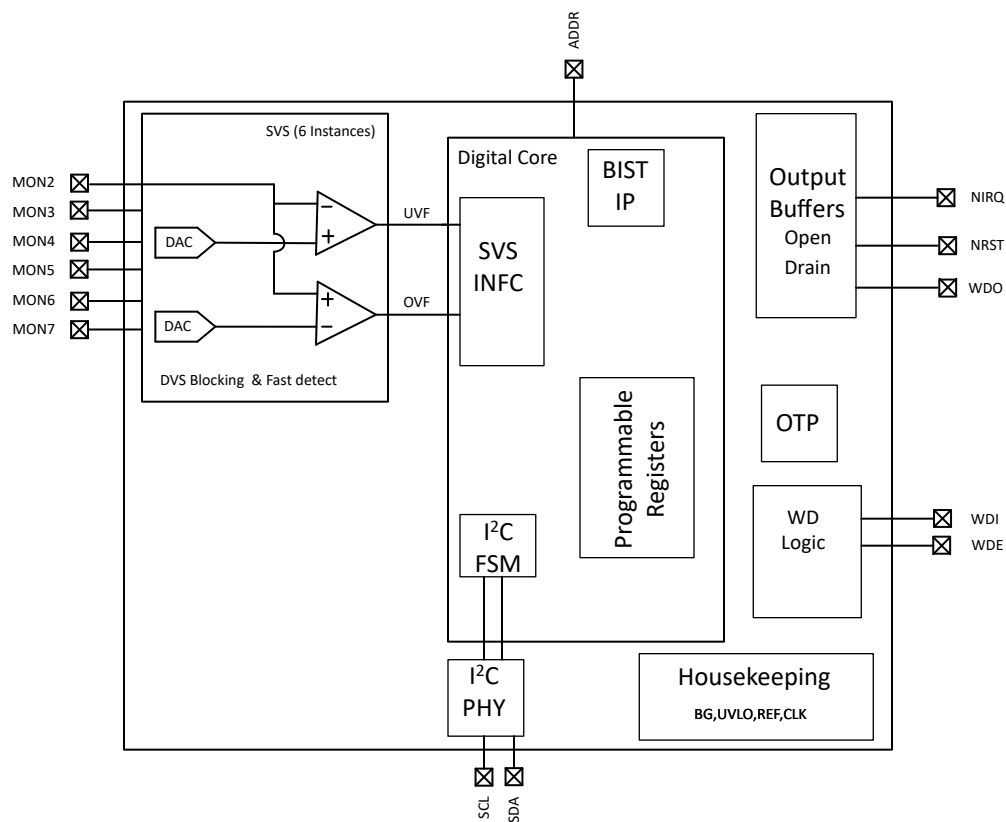 ADDR
SVS (6 Instances)
MON2
MON3
MON4
MON5
MON6
MON7
DAC
DAC
−
+
+
−
UVF
OVF
DVS Blocking & Fast detect
Digital Core
BIST
IP
SVS
INFC
Programmable
Registers
I²C
FSM
I²C
PHY
SCL
SDA
Output
Buffers
Open
Drain
NIRQ
NRST
WDO
OTP
WD
Logic
WDI
WDE
Housekeeping
BG,UVLO,REF,CLK